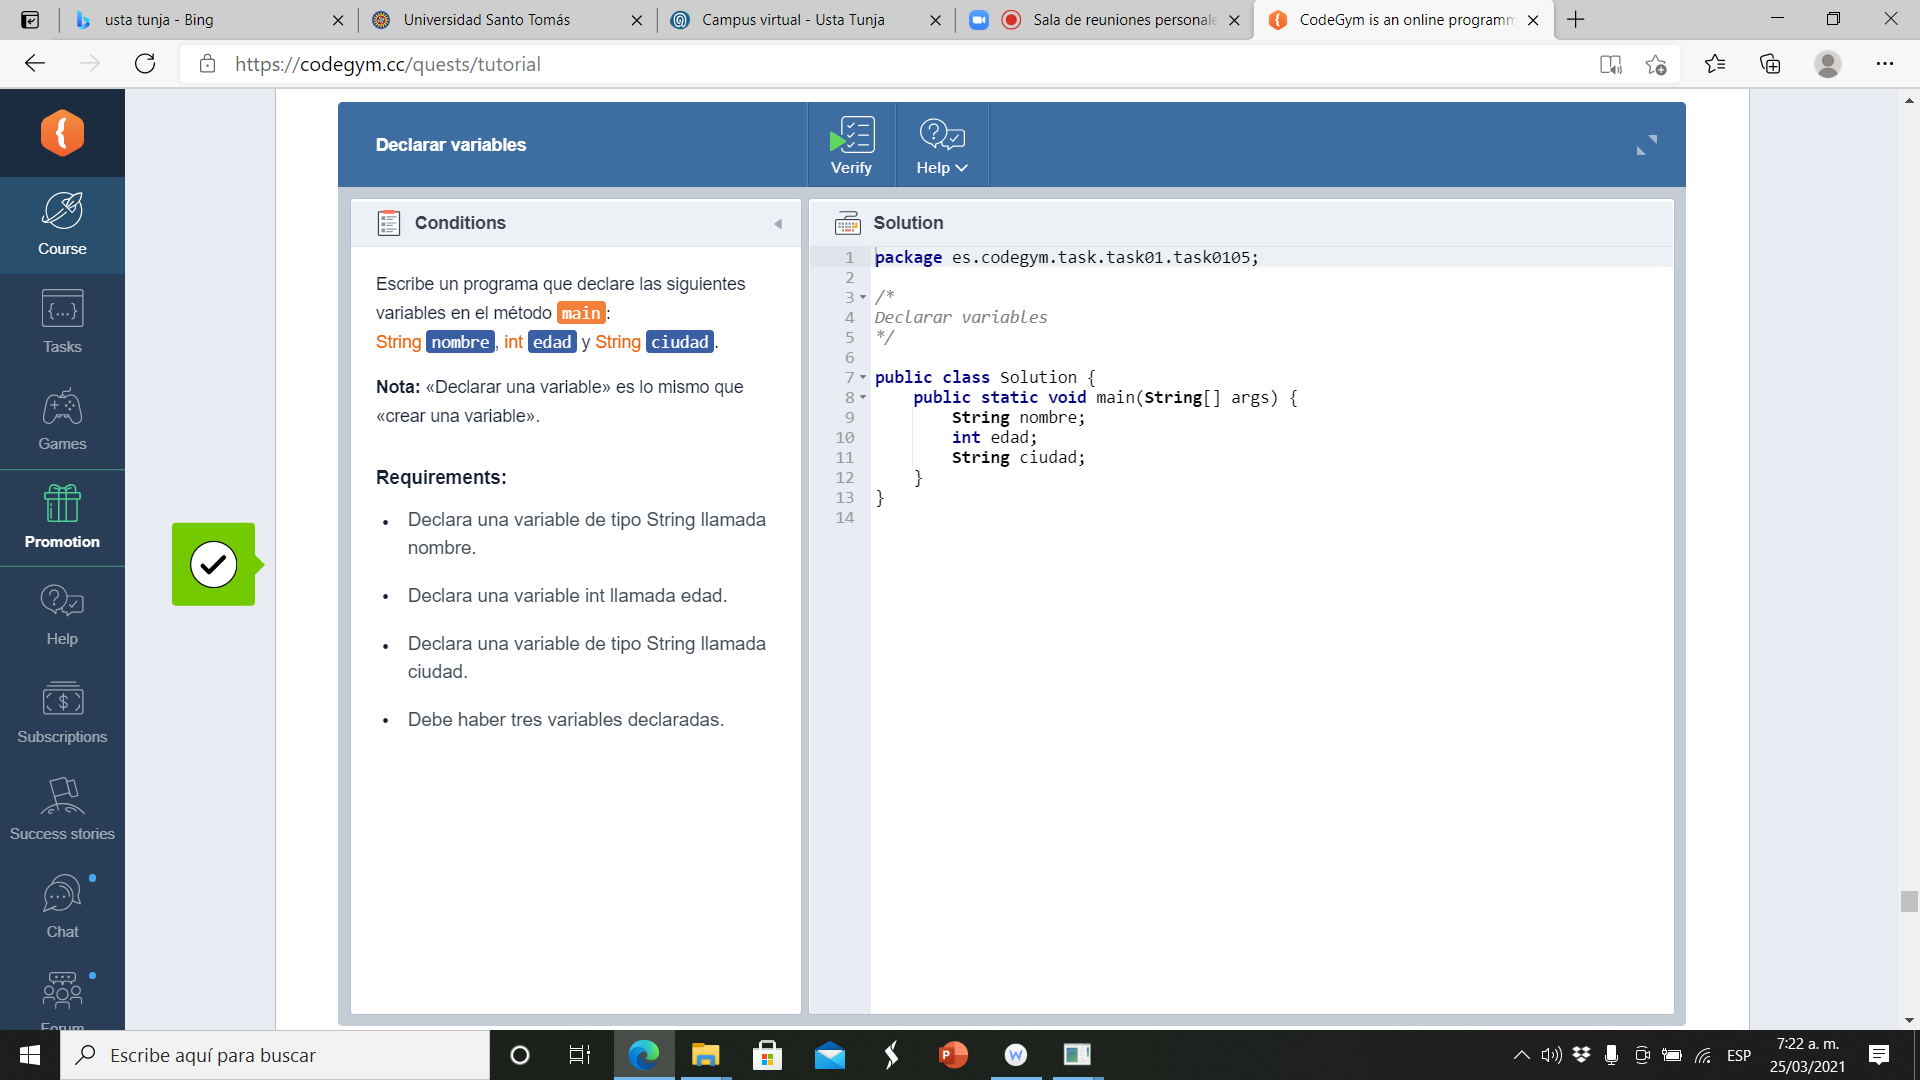 usta tunja - Bing
Universidad Santo Tomás
Campus virtual - Usta Tunja
Sala de reuniones personale
CodeGym is an online programm
https://codegym.cc/quests/tutorial
Declarar variables
Verify
Help
Course
Tasks
Games
Promotion
Help
Subscriptions
Success stories
Chat
Forum
Conditions
Escribe un programa que declare las siguientes
variables en el método main:
String nombre, int edad y String ciudad.
Nota: «Declarar una variable» es lo mismo que
«crear una variable».
Requirements:
• Declara una variable de tipo String llamada
nombre.
• Declara una variable int llamada edad.
• Declara una variable de tipo String llamada
ciudad.
• Debe haber tres variables declaradas.
Solution
1 package es.codegym.task.task01.task0105;
2
3 /*
4 Declarar variables
5 */
6
7 public class Solution {
8 public static void main(String[] args) {
9 String nombre;
10 int edad;
11 String ciudad;
12 }
13 }
14
Escribe aquí para buscar
ESP
7:22 a. m.
25/03/2021